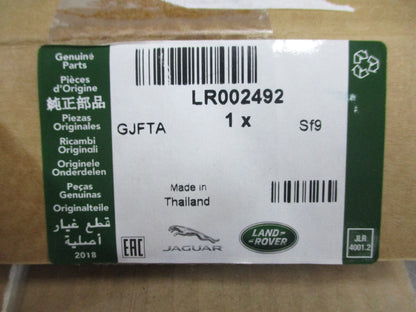 Genuine
Parts
Pièces
d'Origine
純正部品
Piezas
Originales
Ricambi
Originali
Originele
Onderdelen
Peças
Genuinas
Originalteile
قطع غيار
أصلية
2018
LR002492
1 x
GJFTA
Sf9
Made in
Thailand
EAC
JAGUAR
LAND-
-ROVER
JLR
4001.2